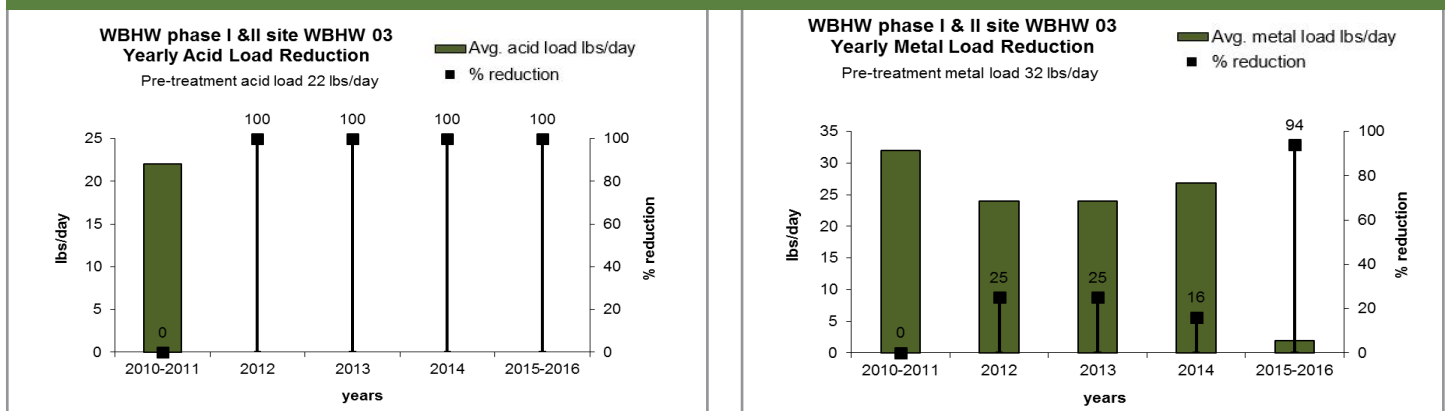 WBHW phase I &II site WBHW 03
Yearly Acid Load Reduction
Pre-treatment acid load 22 lbs/day
Avg. acid load lbs/day
% reduction
100 100 100 100
0
25
20
15
10
5
0
lbs/day
100
80
60
40
20
0
% reduction
2010-2011 2012 2013 2014 2015-2016
years
WBHW phase I & II site WBHW 03
Yearly Metal Load Reduction
Pre-treatment metal load 32 lbs/day
Avg. metal load lbs/day
% reduction
94
25 25
16
0
35
30
25
20
15
10
5
0
lbs/day
100
80
60
40
20
0
% reduction
2010-2011 2012 2013 2014 2015-2016
years